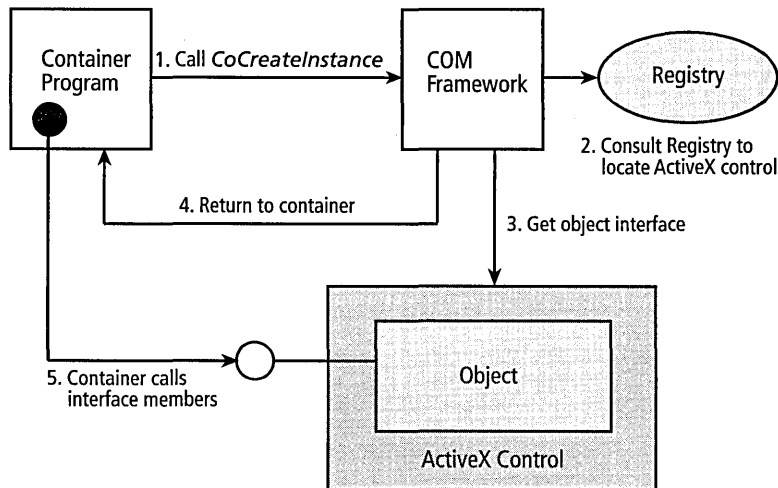 Container
Program
1. Call CoCreateInstance
COM
Framework
Registry
2. Consult Registry to
locate ActiveX control
4. Return to container
3. Get object interface
5. Container calls
interface members
Object
ActiveX Control